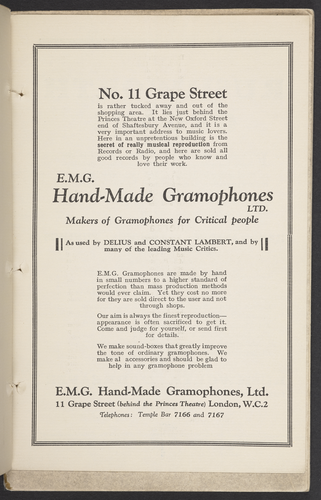 No. 11 Grape Street
is rather tucked away and out of the
shopping area. It lies just behind the
Princes Theatre at the New Oxford Street
end of Shaftesbury Avenue, and it is a
very important address to music lovers.
Here in an unpretentious building is the
secret of really musical reproduction from
Records or Radio, and here are sold all
good records by people who know and
love their work.
E.M.G.
Hand-Made Gramophones
LTD.
Makers of Gramophones for Critical people
As used by DELIUS and CONSTANT LAMBERT, and by
many of the leading Music Critics.
E.M.G. Gramophones are made by hand
in small numbers to a higher standard of
perfection than mass production methods
would ever claim. Yet they cost no more
for they are sold direct to the user and not
through shops.
Our aim is always the finest reproduction—
appearance is often sacrificed to get it.
Come and judge for yourself, or send first
for details.
We make sound-boxes that greatly improve
the tone of ordinary gramophones. We
make al accessories and should be glad to
help in any gramophone problem
E.M.G. Hand-Made Gramophones, Ltd.
11 Grape Street (behind the Princes Theatre) London, W.C.2
Telephones: Temple Bar 7166 and 7167